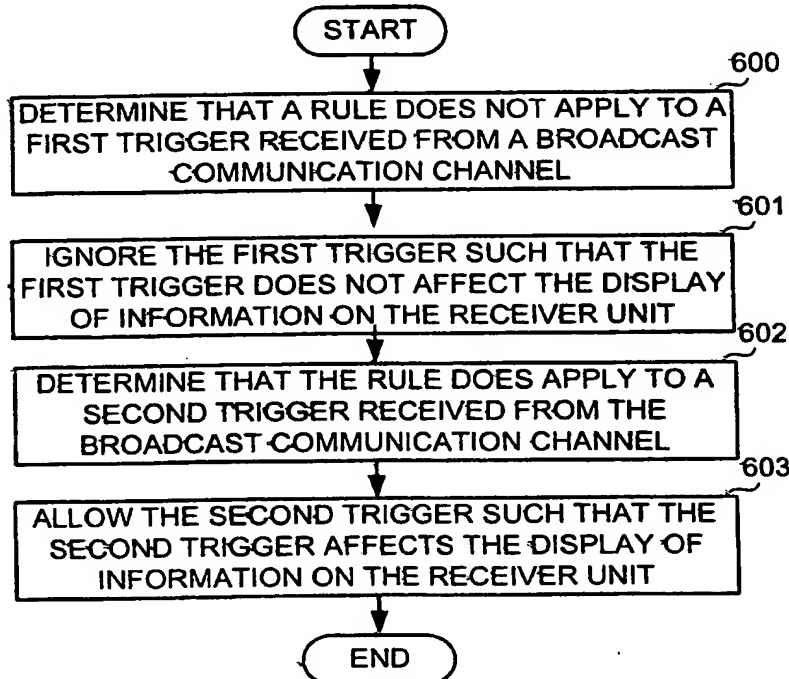 START
600
DETERMINE THAT A RULE DOES NOT APPLY TO A
FIRST TRIGGER RECEIVED FROM A BROADCAST
COMMUNICATION CHANNEL
601
IGNORE THE FIRST TRIGGER SUCH THAT THE
FIRST TRIGGER DOES NOT AFFECT THE DISPLAY
OF INFORMATION ON THE RECEIVER UNIT
602
DETERMINE THAT THE RULE DOES APPLY TO A
SECOND TRIGGER RECEIVED FROM THE
BROADCAST COMMUNICATION CHANNEL
603
ALLOW THE SECOND TRIGGER SUCH THAT THE
SECOND TRIGGER AFFECTS THE DISPLAY OF
INFORMATION ON THE RECEIVER UNIT
END